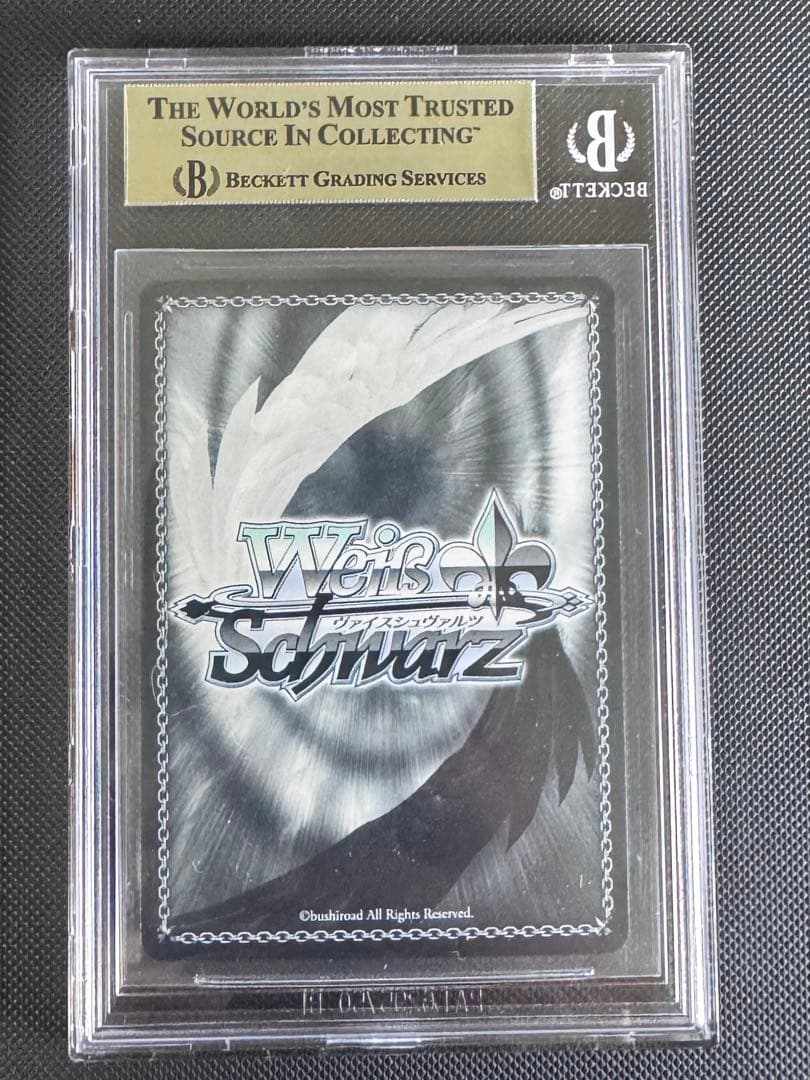 THE WORLD'S MOST TRUSTED
SOURCE IN COLLECTING™
B BECKETT GRADING SERVICES
B
BECKETT®
Weiß
ヴァイスシュヴァルツ
Schwarz
©bushiroad All Rights Reserved.